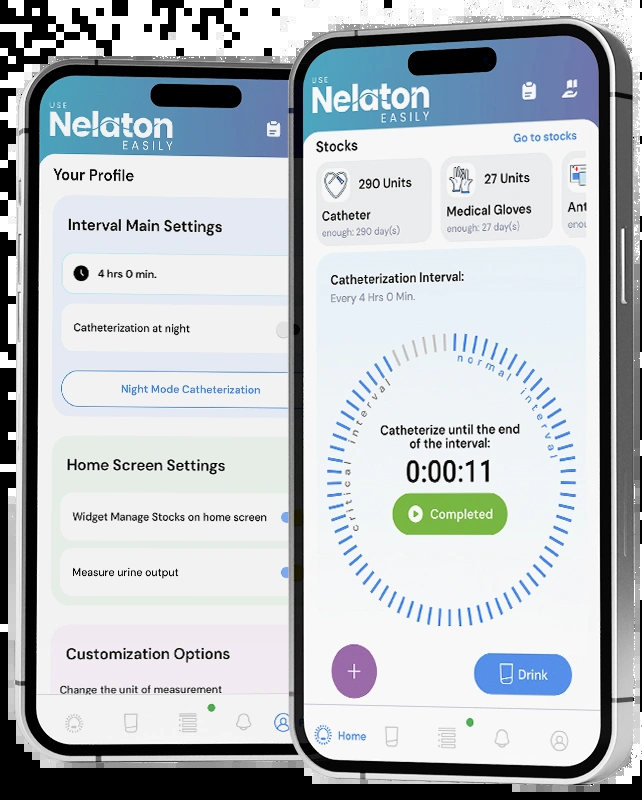 USE
Nelaton
EASILY
Your Profile
Interval Main Settings
4 hrs 0 min.
Catheterization at night
Night Mode Catheterization
Home Screen Settings
Widget Manage Stocks on home screen
Measure urine output
Customization Options
Change the unit of measurement
USE
Nelaton
EASILY
Stocks
Go to stocks
290 Units
Catheter
enough: 290 day(s)
27 Units
Medical Gloves
enough: 27 day(s)
Ant
enou
Catheterization Interval:
Every 4 Hrs 0 Min.
normal interval
critical interval
Catheterize until the end
of the interval:
0:00:11
Completed
+
Drink
Home